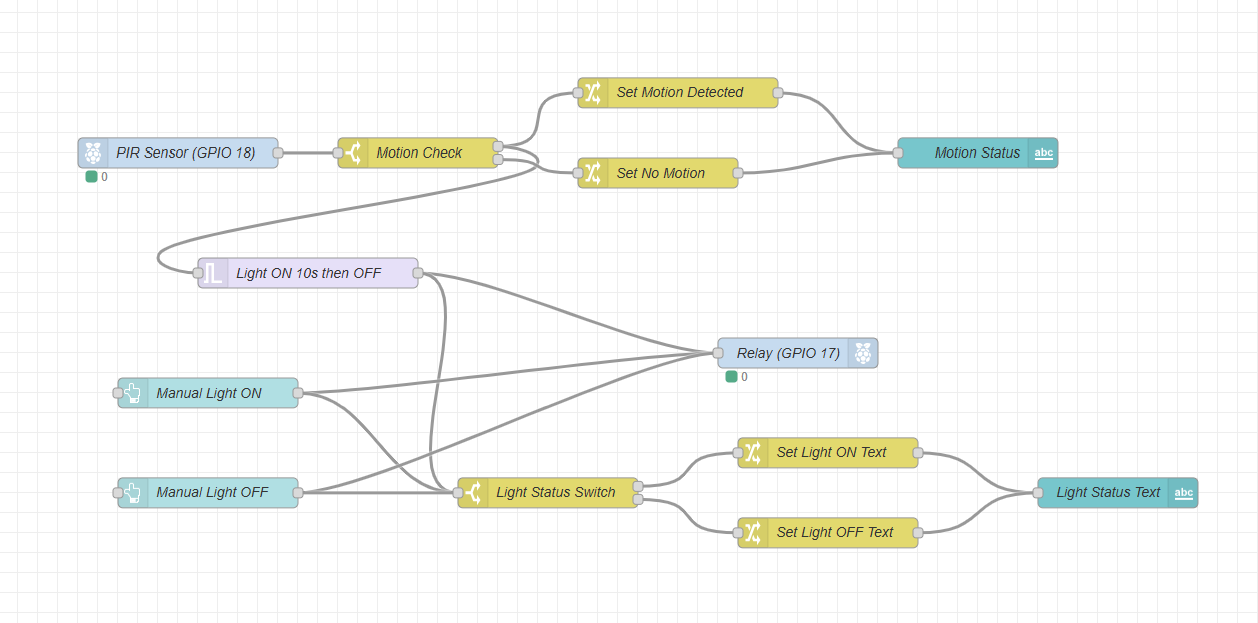 Set Motion Detected
PIR Sensor (GPIO 18)
Motion Check
Motion Status
abc
0
Set No Motion
Light ON 10s then OFF
Relay (GPIO 17)
0
Manual Light ON
Set Light ON Text
Manual Light OFF
Light Status Switch
Light Status Text
abc
Set Light OFF Text